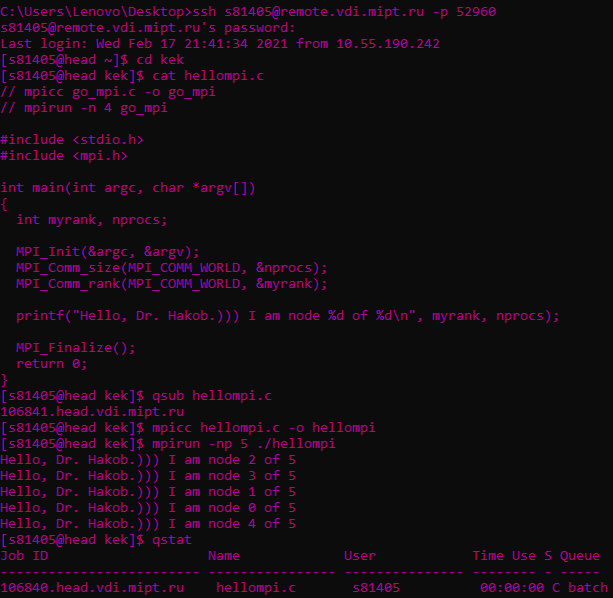 C:\Users\Lenovo\Desktop>ssh s81405@remote.vdi.mipt.ru -p 52960
s81405@remote.vdi.mipt.ru's password:
Last login: Wed Feb 17 21:41:34 2021 from 10.55.190.242
[s81405@head ~]$ cd kek
[s81405@head kek]$ cat hellompi.c
// mpicc go_mpi.c -o go_mpi
// mpirun -n 4 go_mpi
#include <stdio.h>
#include <mpi.h>
int main(int argc, char *argv[])
{
int myrank, nprocs;
MPI_Init(&argc, &argv);
MPI_Comm_size(MPI_COMM_WORLD, &nprocs);
MPI_Comm_rank(MPI_COMM_WORLD, &myrank);
printf("Hello, Dr. Hakob.))) I am node %d of %d\n", myrank, nprocs);
MPI_Finalize();
return 0;
}
[s81405@head kek]$ qsub hellompi.c
106841.head.vdi.mipt.ru
[s81405@head kek]$ mpicc hellompi.c -o hellompi
[s81405@head kek]$ mpirun -np 5 ./hellompi
Hello, Dr. Hakob.))) I am node 2 of 5
Hello, Dr. Hakob.))) I am node 3 of 5
Hello, Dr. Hakob.))) I am node 1 of 5
Hello, Dr. Hakob.))) I am node 0 of 5
Hello, Dr. Hakob.))) I am node 4 of 5
[s81405@head kek]$ qstat
Job ID Name User Time Use S Queue
------------------------- ---------------- --------------- -------- - -----
106840.head.vdi.mipt.ru hellompi.c s81405 00:00:00 C batch